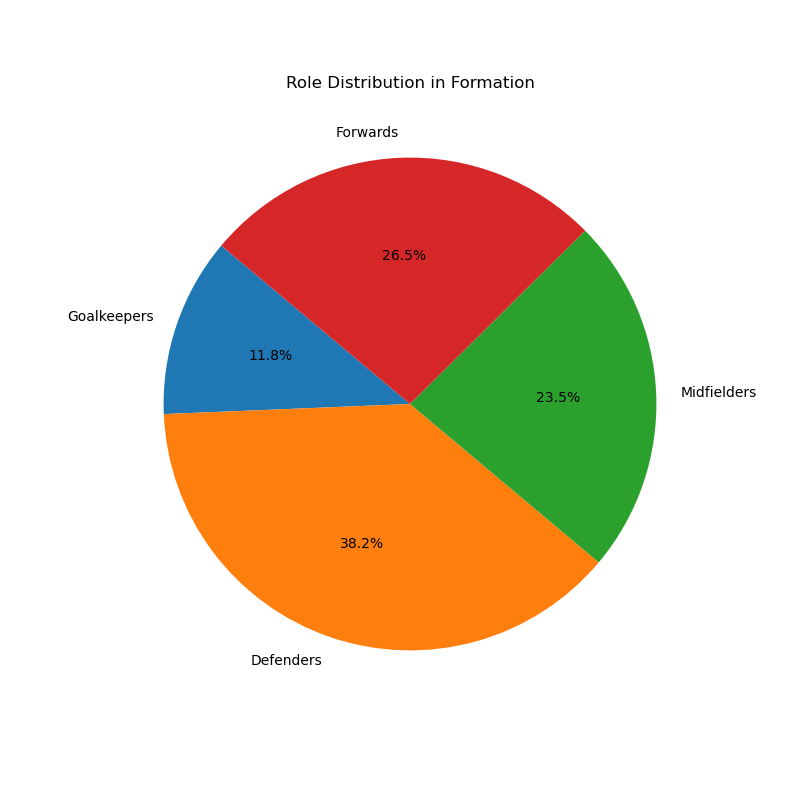 Role Distribution in Formation
Forwards
26.5%
Goalkeepers
11.8%
Midfielders
23.5%
38.2%
Defenders